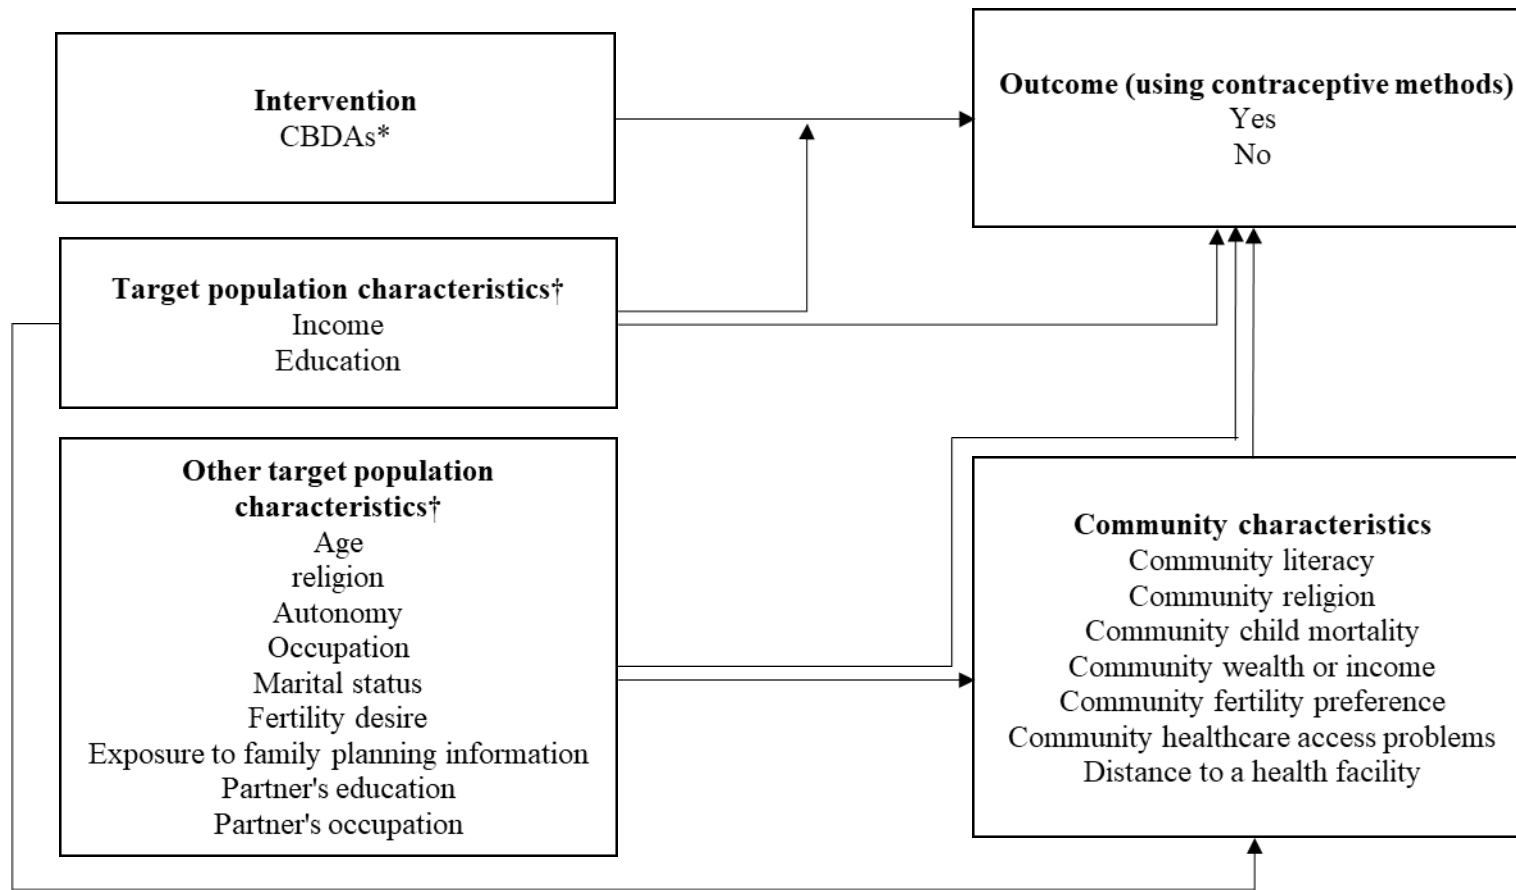 Intervention
CBDAs*
Outcome (using contraceptive methods)
Yes
No
Target population characteristics†
Income
Education
Other target population
characteristics†
Age
religion
Autonomy
Occupation
Marital status
Fertility desire
Exposure to family planning information
Partner's education
Partner's occupation
Community characteristics
Community literacy
Community religion
Community child mortality
Community wealth or income
Community fertility preference
Community healthcare access problems
Distance to a health facility